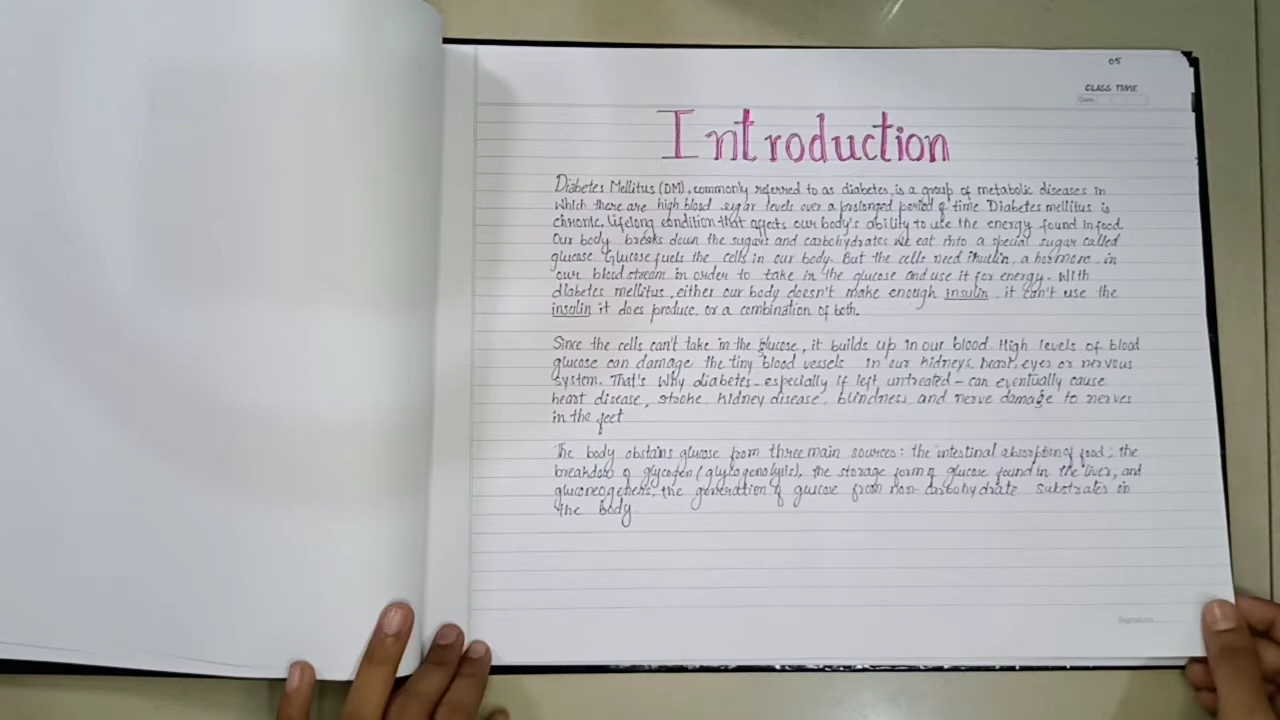 05
CLASS TIME
Date
Introduction
Diabetes Mellitus (DM), commonly referred to as diabetes, is a group of metabolic diseases in
which there are high blood sugar levels over a prolonged period of time Diabetes mellitus is
chronic, lifelong condition that affects our body's ability to use the energy found in food.
Our body breaks down the sugars and carbohydrates we eat into a special sugar called
glucose. Glucose fuels the cells in our body. But the cells need insulin, a hormone, in
our bloodstream in order to take in the glucose and use it for energy. With
diabetes mellitus, either our body doesn't make enough insulin, it can't use the
insulin it does produce, or a combination of both.
Since the cells can't take in the glucose, it builds up in our blood. High levels of blood
glucose can damage the tiny blood vessels in our kidneys, heart, eyes or nervous
system. That's why diabetes - especially if left untreated - can eventually cause
heart disease, stroke, kidney disease, blindness, and nerve damage to nerves
in the feet
The body obstains glucose from three main sources: the intestinal absorption of food; the
of glycogen (glycogenolysis), the storage form of glucose found in the liver, and
the generation of glucose from non-carbohydrate substrates in
the body
Signature